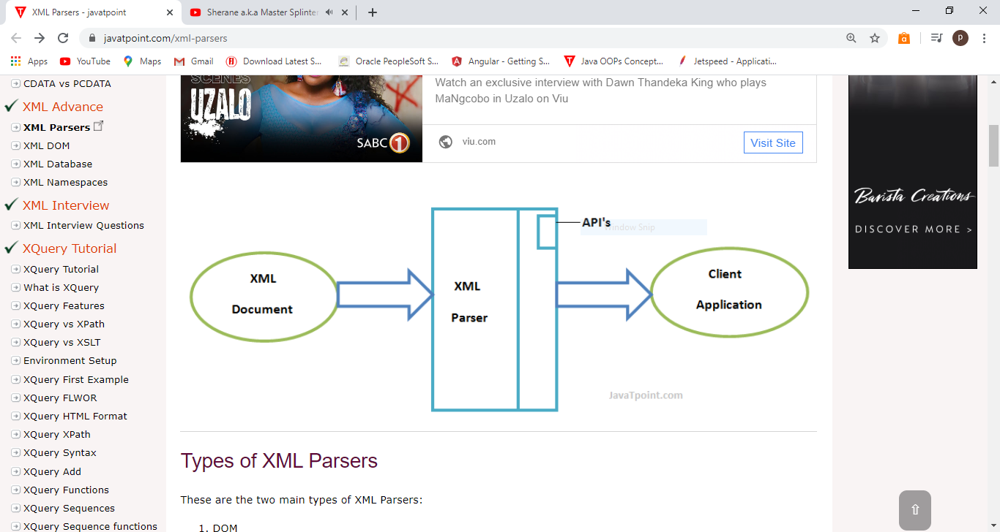 XML Parsers - javatpoint
Sherane a.k.a Master Splinter
javatpoint.com/xml-parsers
P
Apps
YouTube
Maps
Gmail
Download Latest S...
Oracle PeopleSoft S...
Angular - Getting S...
Java OOPs Concept...
Jetspeed - Applicati...
CDATA vs PCDATA
XML Advance
XML Parsers
XML DOM
XML Database
XML Namespaces
XML Interview
XML Interview Questions
XQuery Tutorial
XQuery Tutorial
What is XQuery
XQuery Features
XQuery vs XPath
XQuery vs XSLT
Environment Setup
XQuery First Example
XQuery FLWOR
XQuery HTML Format
XQuery XPath
XQuery Syntax
XQuery Add
XQuery Functions
XQuery Sequences
XQuery Sequence functions
SCENES
UZALO
SABC 1
Watch an exclusive interview with Dawn Thandeka King who plays
MaNgcobo in Uzalo on Viu
viu.com
Visit Site
API's
Window Snip
XML
Document
XML
Parser
Client
Application
JavaTpoint.com
Types of XML Parsers
These are the two main types of XML Parsers:
1. DOM
Barista Creations
DISCOVER MORE >